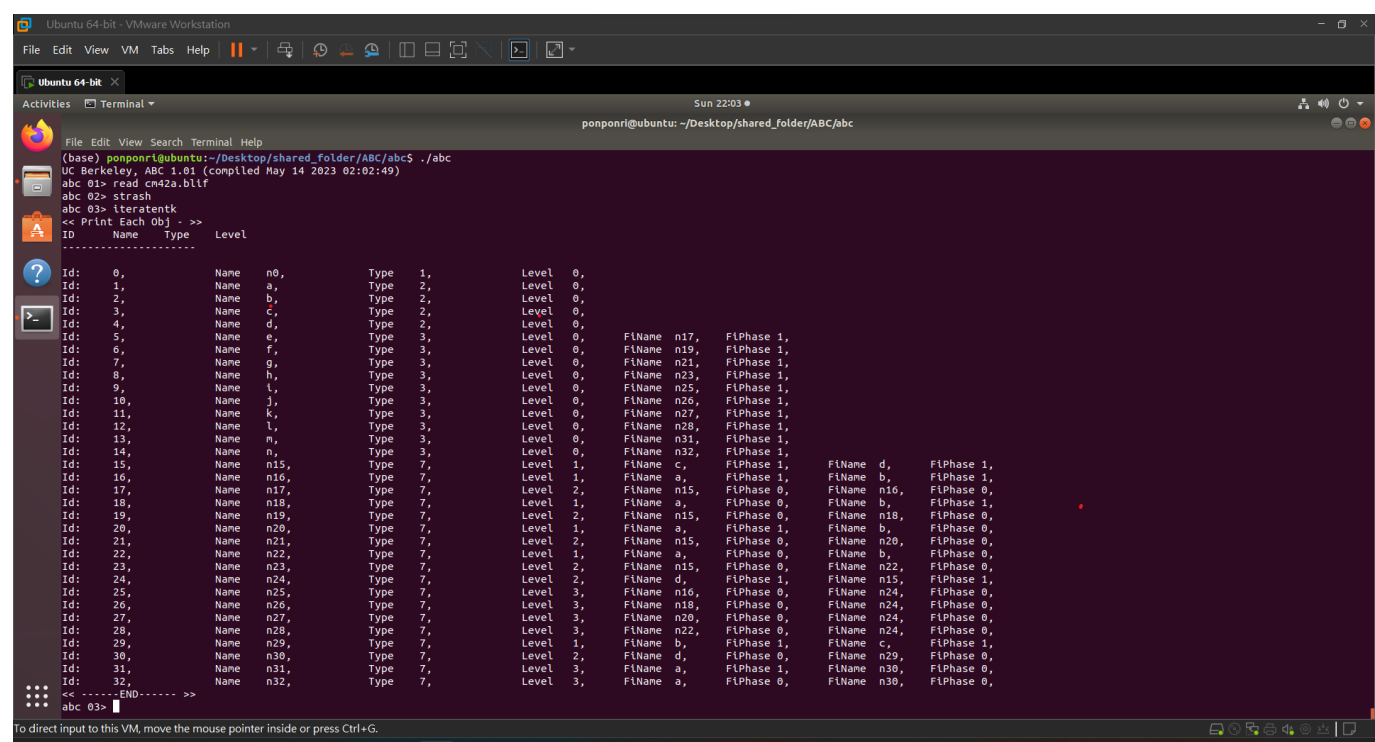 Ubuntu 64-bit - VMware Workstation
File Edit View VM Tabs Help
Ubuntu 64-bit
Activities Terminal Sun 22:03
ponponri@ubuntu: ~/Desktop/shared_folder/ABC/abc
File Edit View Search Terminal Help
(base) ponponri@ubuntu:~/Desktop/shared_folder/ABC/abc$ ./abc
UC Berkeley, ABC 1.01 (compiled May 14 2023 02:02:49)
abc 01> read cm42a.blif
abc 02> strash
abc 03> iteratentk
<< Print Each Obj - >>
ID Name Type Level
---------------------
Id: 0, Name n0, Type 1, Level 0,
Id: 1, Name a, Type 2, Level 0,
Id: 2, Name b, Type 2, Level 0,
Id: 3, Name c, Type 2, Level 0,
Id: 4, Name d, Type 2, Level 0,
Id: 5, Name e, Type 3, Level 0, FiName n17, FiPhase 1,
Id: 6, Name f, Type 3, Level 0, FiName n19, FiPhase 1,
Id: 7, Name g, Type 3, Level 0, FiName n21, FiPhase 1,
Id: 8, Name h, Type 3, Level 0, FiName n23, FiPhase 1,
Id: 9, Name i, Type 3, Level 0, FiName n25, FiPhase 1,
Id: 10, Name j, Type 3, Level 0, FiName n26, FiPhase 1,
Id: 11, Name k, Type 3, Level 0, FiName n27, FiPhase 1,
Id: 12, Name l, Type 3, Level 0, FiName n28, FiPhase 1,
Id: 13, Name m, Type 3, Level 0, FiName n31, FiPhase 1,
Id: 14, Name n, Type 3, Level 0, FiName n32, FiPhase 1,
Id: 15, Name n15, Type 7, Level 1, FiName c, FiPhase 1, FiName d, FiPhase 1,
Id: 16, Name n16, Type 7, Level 1, FiName a, FiPhase 1, FiName b, FiPhase 1,
Id: 17, Name n17, Type 7, Level 2, FiName n15, FiPhase 0, FiName n16, FiPhase 0,
Id: 18, Name n18, Type 7, Level 1, FiName a, FiPhase 0, FiName b, FiPhase 1,
Id: 19, Name n19, Type 7, Level 2, FiName n15, FiPhase 0, FiName n18, FiPhase 0,
Id: 20, Name n20, Type 7, Level 1, FiName a, FiPhase 1, FiName b, FiPhase 0,
Id: 21, Name n21, Type 7, Level 2, FiName n15, FiPhase 0, FiName n20, FiPhase 0,
Id: 22, Name n22, Type 7, Level 1, FiName a, FiPhase 0, FiName b, FiPhase 0,
Id: 23, Name n23, Type 7, Level 2, FiName n15, FiPhase 0, FiName n22, FiPhase 0,
Id: 24, Name n24, Type 7, Level 2, FiName d, FiPhase 1, FiName n15, FiPhase 1,
Id: 25, Name n25, Type 7, Level 3, FiName n16, FiPhase 0, FiName n24, FiPhase 0,
Id: 26, Name n26, Type 7, Level 3, FiName n18, FiPhase 0, FiName n24, FiPhase 0,
Id: 27, Name n27, Type 7, Level 3, FiName n20, FiPhase 0, FiName n24, FiPhase 0,
Id: 28, Name n28, Type 7, Level 3, FiName n22, FiPhase 0, FiName n24, FiPhase 0,
Id: 29, Name n29, Type 7, Level 1, FiName b, FiPhase 1, FiName c, FiPhase 1,
Id: 30, Name n30, Type 7, Level 2, FiName d, FiPhase 0, FiName n29, FiPhase 0,
Id: 31, Name n31, Type 7, Level 3, FiName a, FiPhase 1, FiName n30, FiPhase 0,
Id: 32, Name n32, Type 7, Level 3, FiName a, FiPhase 0, FiName n30, FiPhase 0,
<< ------END------ >>
abc 03>
To direct input to this VM, move the mouse pointer inside or press Ctrl+G.